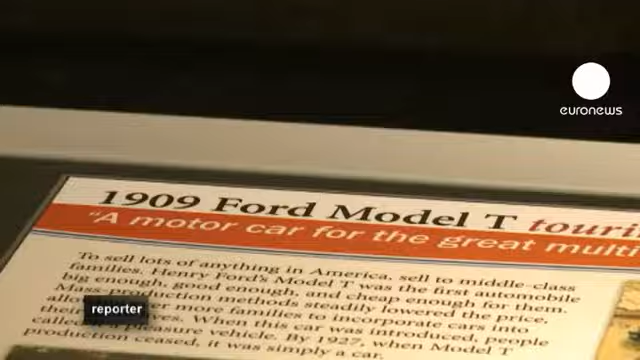 euronews
1909 Ford Model T
"A motor car for the great
To sell lots of anything in America, sell to middle-class
families. Henry Ford's Model T was the first automobile
big enough, good enough, and cheap enough for them.
Mass-production methods steadily lowered the price,
more families to incorporate cars into
When this car was introduced, people
pleasure vehicle. By 1927, when Model T
production ceased, it was simply a car.
reporter